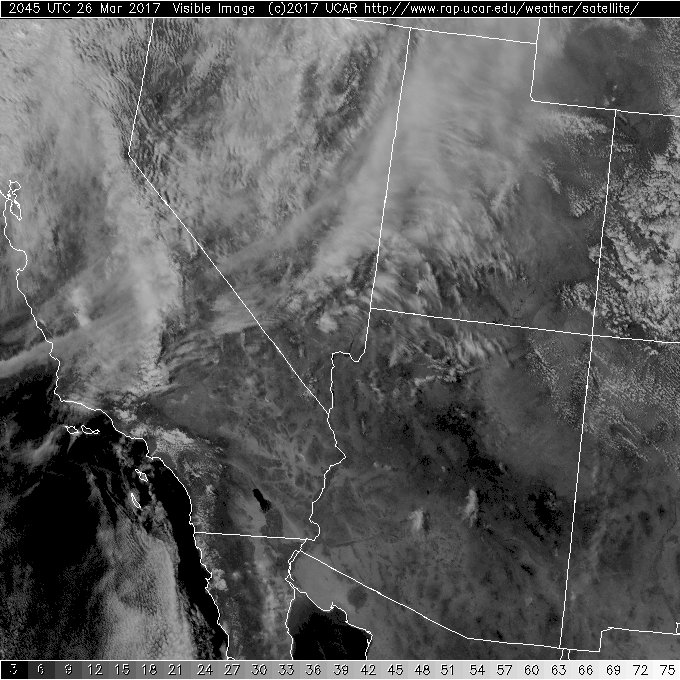 2045 UTC 26 Mar 2017 Visible Image (c)2017 UCAR http://www.rap.ucar.edu/weather/satellite/
3 6 9 12 15 18 21 24 27 30 33 36 39 42 45 48 51 54 57 60 63 66 69 72 75